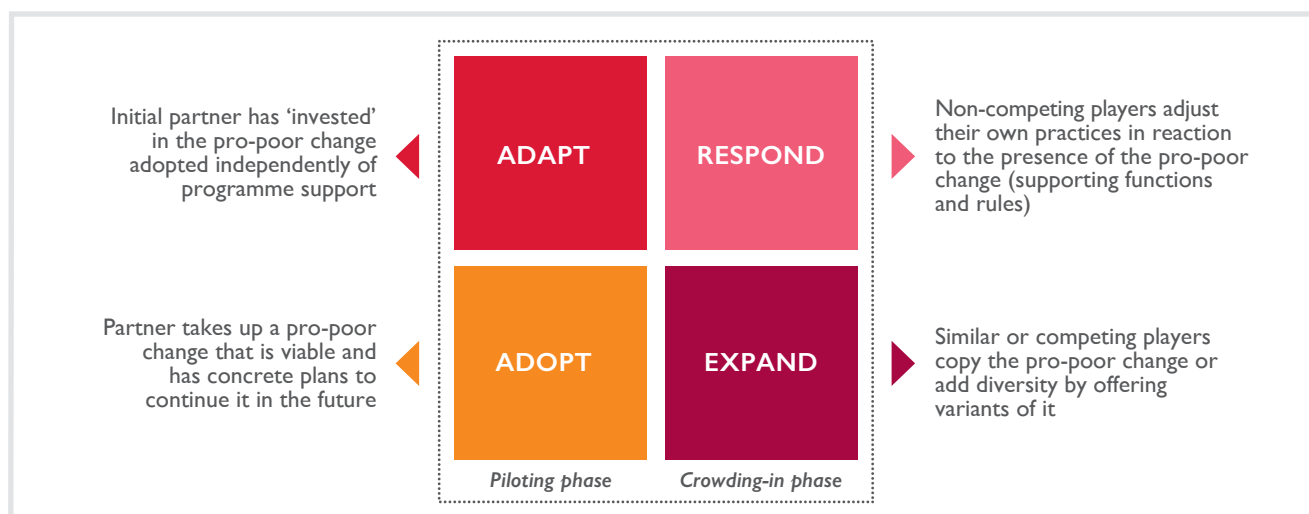 Initial partner has ‘invested’
in the pro-poor change
adopted independently of
programme support
ADAPT
RESPOND
Non-competing players adjust
their own practices in reaction
to the presence of the pro-poor
change (supporting functions
and rules)
Partner takes up a pro-poor
change that is viable and
has concrete plans to
continue it in the future
ADOPT
EXPAND
Similar or competing players
copy the pro-poor change or
add diversity by offering
variants of it
Piloting phase
Crowding-in phase